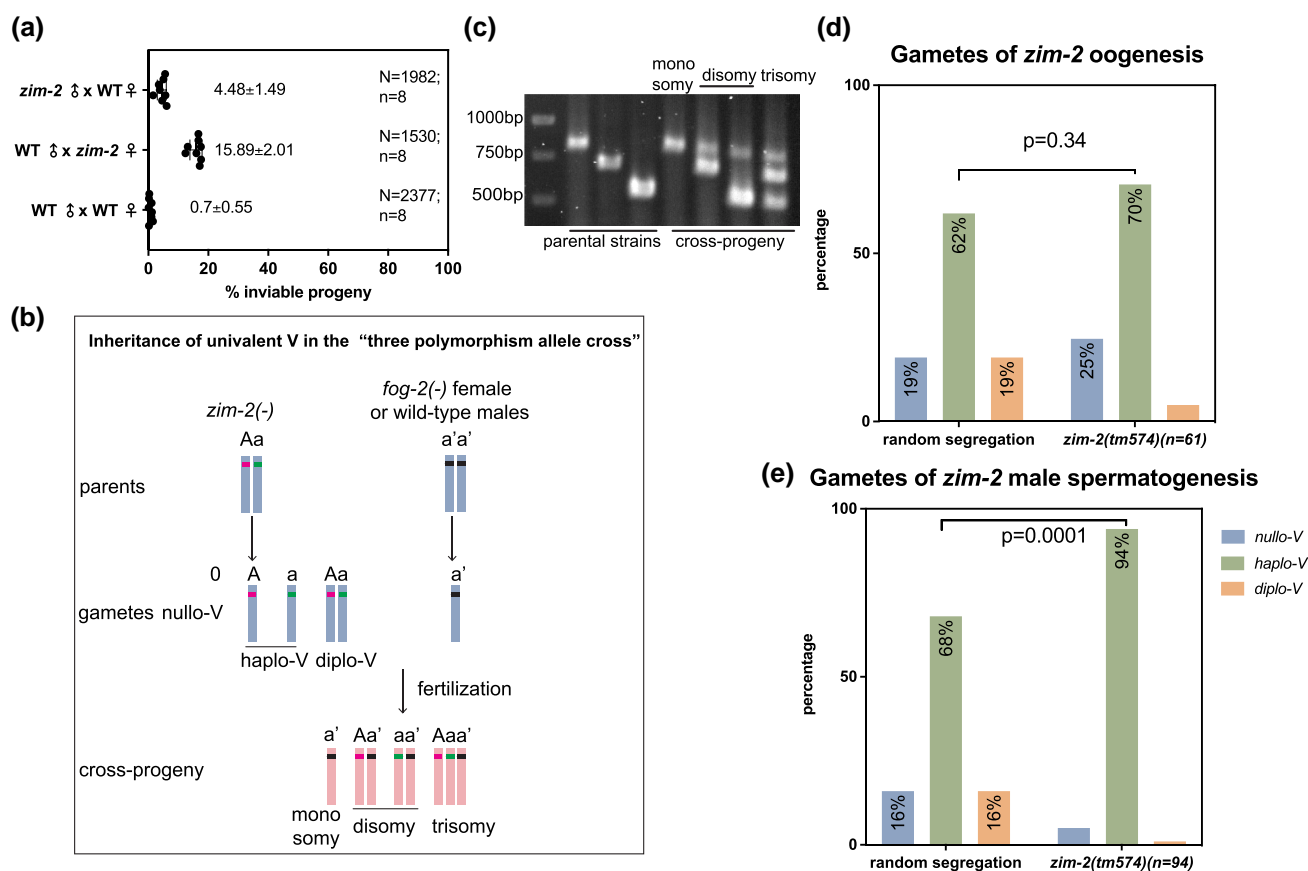 (a)
zim-2 ♂ x WT ♀
4.48±1.49
N=1982;
n=8
WT ♂ x zim-2 ♀
15.89±2.01
N=1530;
n=8
WT ♂ x WT ♀
0.7±0.55
N=2377;
n=8
0 20 40 60 80 100
% inviable progeny
(b)
Inheritance of univalent V in the “three polymorphism allele cross”
zim-2(-)
fog-2(-) female
or wild-type males
Aa
a’a’
parents
0 A a Aa a’
gametes nullo-V
haplo-V diplo-V
fertilization
a’ Aa’ aa’ Aaa’
cross-progeny
mono
somy
disomy trisomy
(c)
mono
somy
disomy trisomy
1000bp
750bp
500bp
parental strains cross-progeny
(d)
Gametes of zim-2 oogenesis
100
50
0
percentage
p=0.34
19%
62%
19%
25%
70%
random segregation zim-2(tm574)(n=61)
(e)
Gametes of zim-2 male spermatogenesis
100
50
0
percentage
p=0.0001
16%
68%
16%
94%
random segregation zim-2(tm574)(n=94)
nullo-V
haplo-V
diplo-V